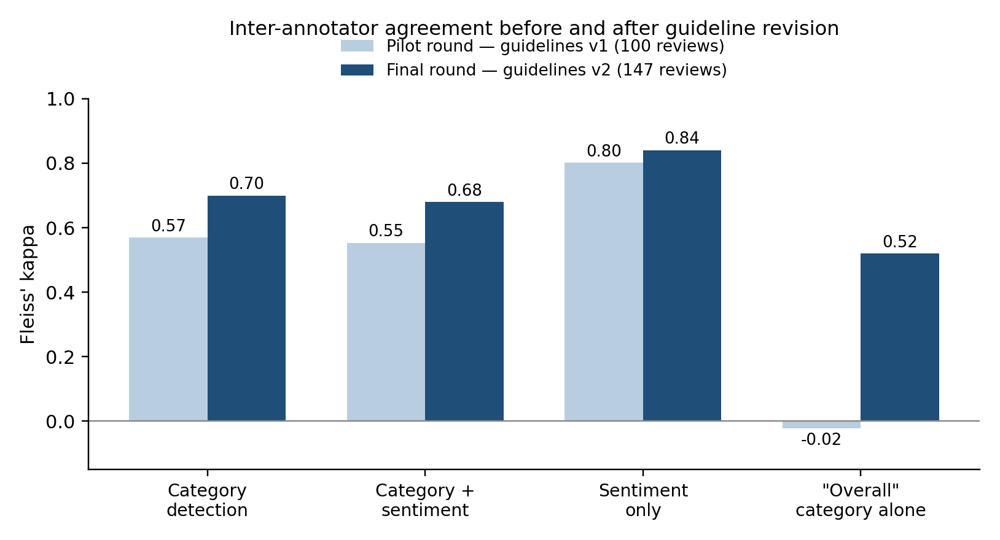 Inter-annotator agreement before and after guideline revision
Pilot round — guidelines v1 (100 reviews)
Final round — guidelines v2 (147 reviews)
Fleiss' kappa
1.0
0.8
0.6
0.4
0.2
0.0
0.57
0.70
0.55
0.68
0.80
0.84
-0.02
0.52
Category
detection
Category +
sentiment
Sentiment
only
"Overall"
category alone